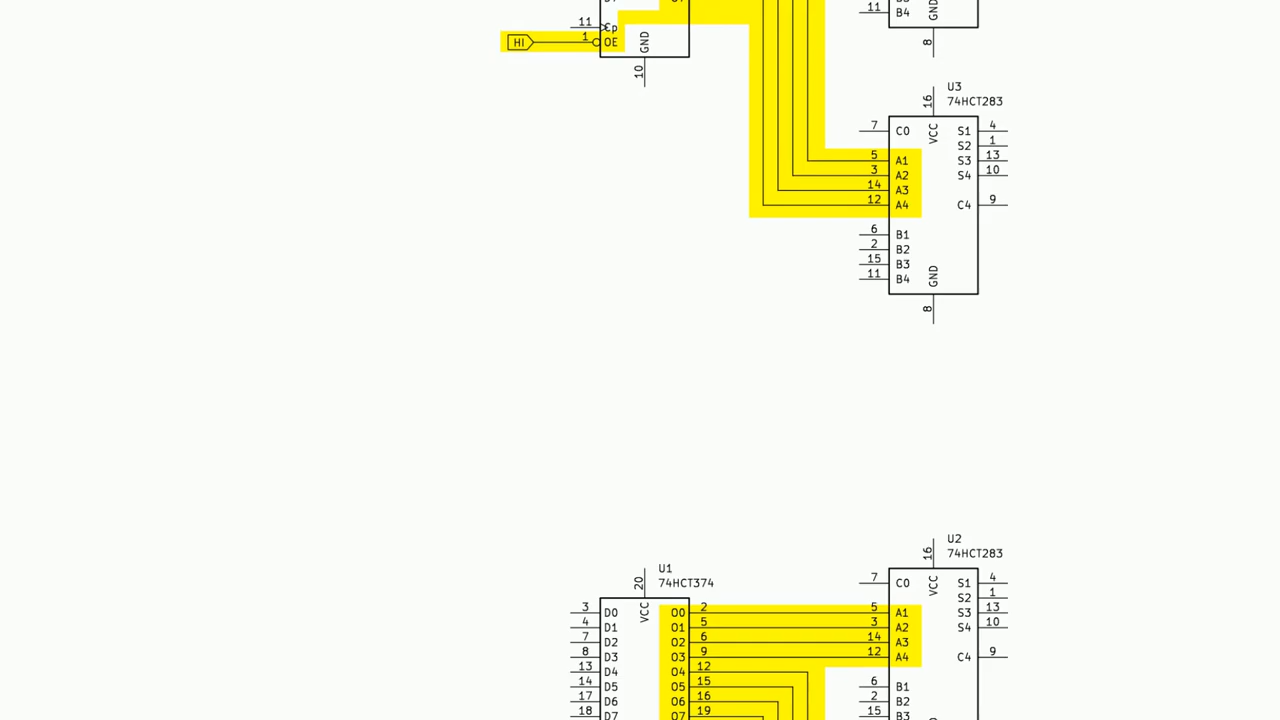 11 B4 GND
8
11 Cp
HI 1 OE GND
10
U3
74HCT283
16
7 C0 VCC S1 4
S2 1
5 A1 S3 13
3 A2 S4 10
14 A3
12 A4 C4 9
6 B1
2 B2
15 B3
11 B4 GND
8
U2
74HCT283
16
U1
74HCT374
20
7 C0 VCC S1 4
S2 1
3 D0 VCC O0 2 5 A1 S3 13
4 D1 O1 5 3 A2 S4 10
7 D2 O2 6 14 A3
8 D3 O3 9 12 A4 C4 9
13 D4 O4 12
14 D5 O5 15 6 B1
17 D6 O6 16 2 B2
18 D7 O7 19 15 B3